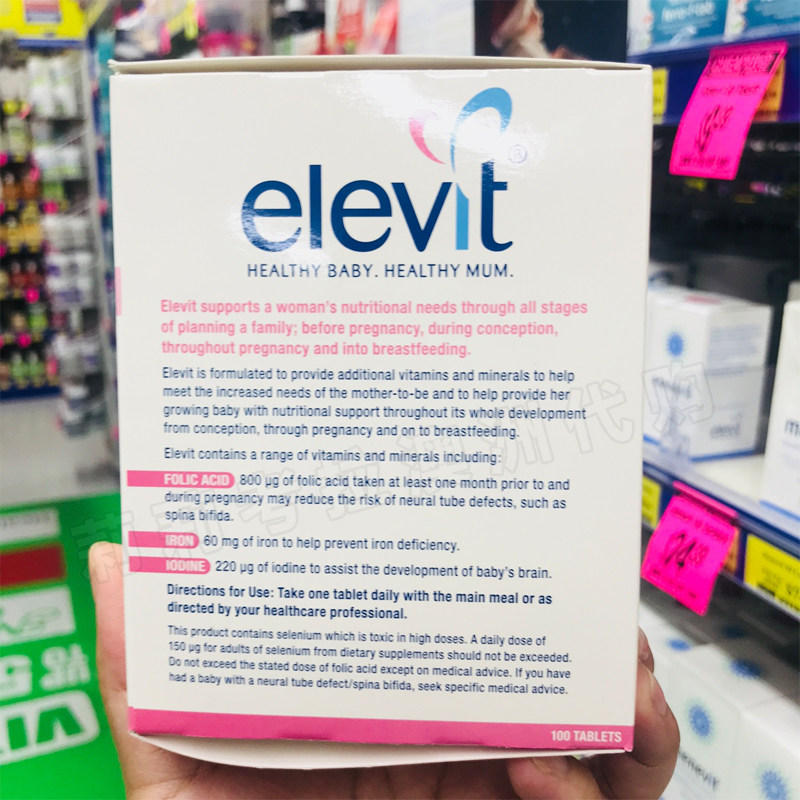 elevit®
HEALTHY BABY. HEALTHY MUM.
Elevit supports a woman's nutritional needs through all stages
of planning a family; before pregnancy, during conception,
throughout pregnancy and into breastfeeding.
Elevit is formulated to provide additional vitamins and minerals to help
meet the increased needs of the mother-to-be and to help provide her
growing baby with nutritional support throughout its whole development
from conception, through pregnancy and on to breastfeeding.
Elevit contains a range of vitamins and minerals including:
FOLIC ACID 800 µg of folic acid taken at least one month prior to and
during pregnancy may reduce the risk of neural tube defects, such as
spina bifida.
IRON 60 mg of iron to help prevent iron deficiency.
IODINE 220 µg of iodine to assist the development of baby's brain.
Directions for Use: Take one tablet daily with the main meal or as
directed by your healthcare professional.
This product contains selenium which is toxic in high doses. A daily dose of
150 µg for adults of selenium from dietary supplements should not be exceeded.
Do not exceed the stated dose of folic acid except on medical advice. If you have
had a baby with a neural tube defect/spina bifida, seek specific medical advice.
100 TABLETS
莉莉考拉澳洲代购
elevit
menevit